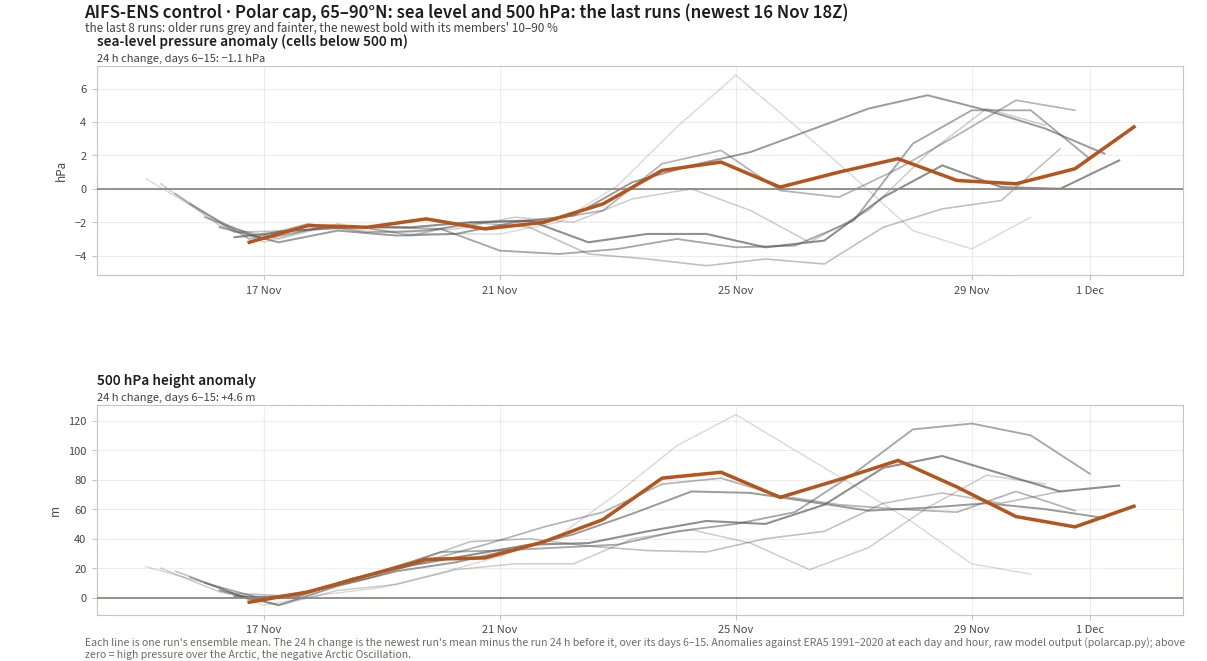 AIFS-ENS control · Polar cap, 65–90°N: sea level and 500 hPa: the last runs (newest 16 Nov 18Z)
the last 8 runs: older runs grey and fainter, the newest bold with its members' 10–90 %
sea-level pressure anomaly (cells below 500 m)
24 h change, days 6–15: −1.1 hPa
6
4
2
0
−2
−4
hPa
17 Nov
21 Nov
25 Nov
29 Nov
1 Dec
500 hPa height anomaly
24 h change, days 6–15: +4.6 m
120
100
80
60
40
20
0
m
17 Nov
21 Nov
25 Nov
29 Nov
1 Dec
Each line is one run's ensemble mean. The 24 h change is the newest run's mean minus the run 24 h before it, over its days 6–15. Anomalies against ERA5 1991–2020 at each day and hour, raw model output (polarcap.py); above
zero = high pressure over the Arctic, the negative Arctic Oscillation.